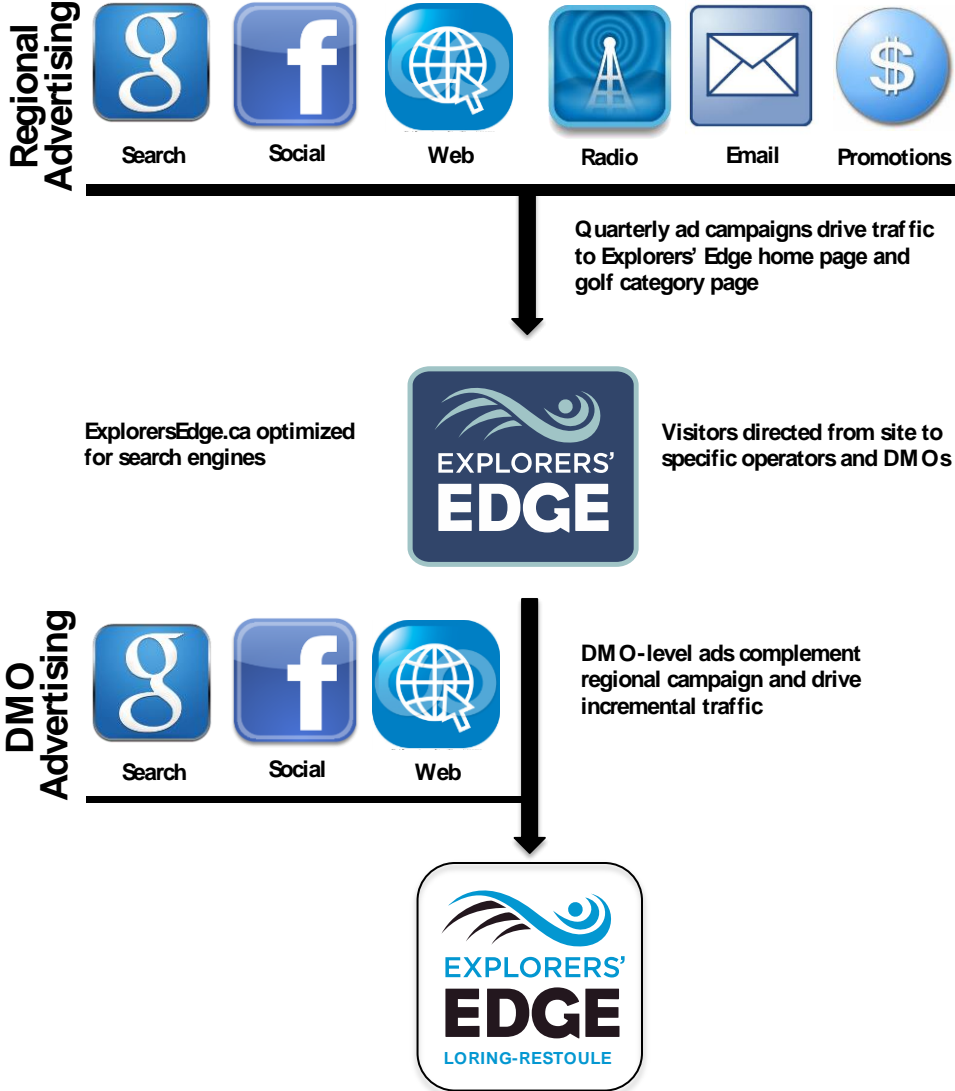 Regional
Advertising
g
f
$
Search
Social
Web
Radio
Email
Promotions
Quarterly ad campaigns drive traffic
to Explorers’ Edge home page and
golf category page
EXPLORERS’
EDGE
ExplorersEdge.ca optimized
for search engines
Visitors directed from site to
specific operators and DMOs
DMO
Advertising
g
f
Search
Social
Web
DMO-level ads complement
regional campaign and drive
incremental traffic
EXPLORERS’
EDGE
LORING-RESTOULE